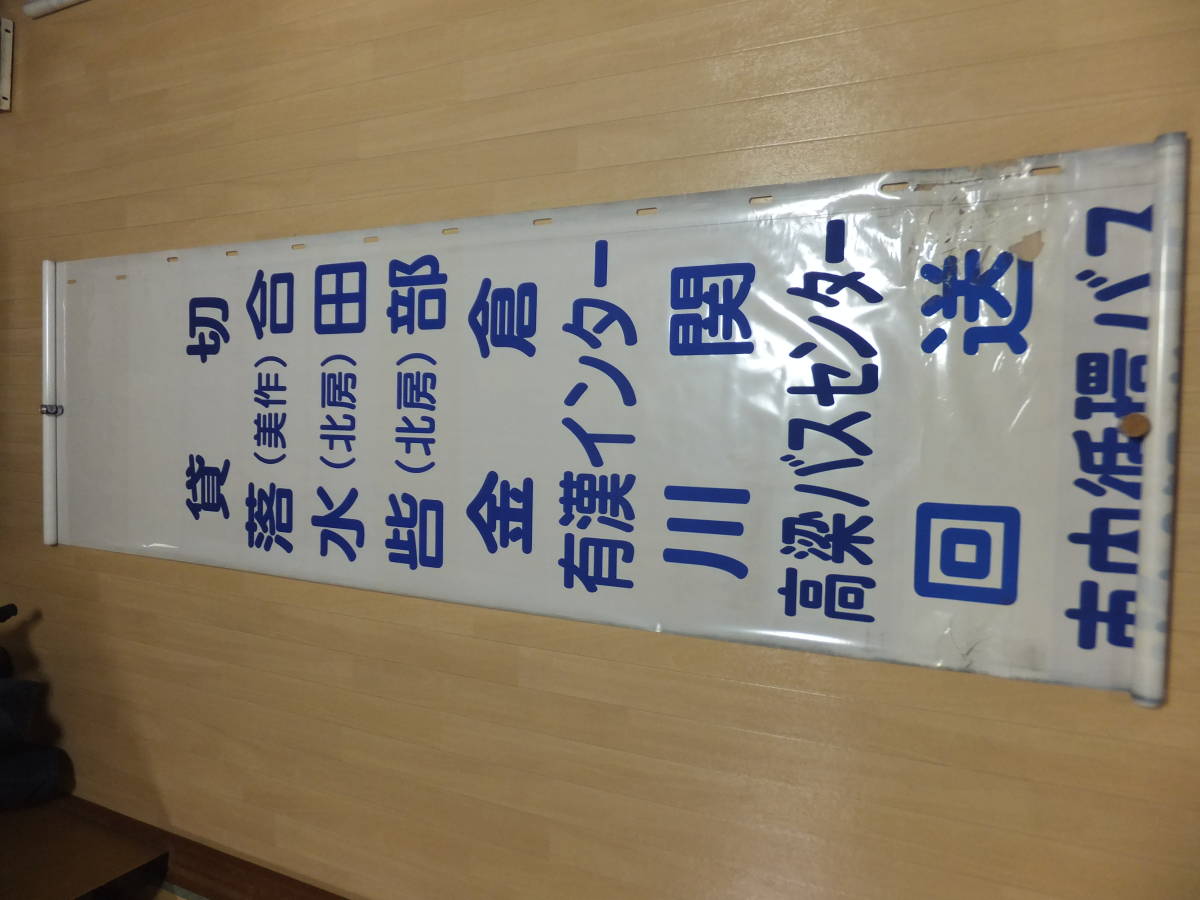 貸切
落（美作）合
水（北房）田
呰（北房）部
金倉
有漢インター
川関
高梁バスセンター
回送
市内循環バス